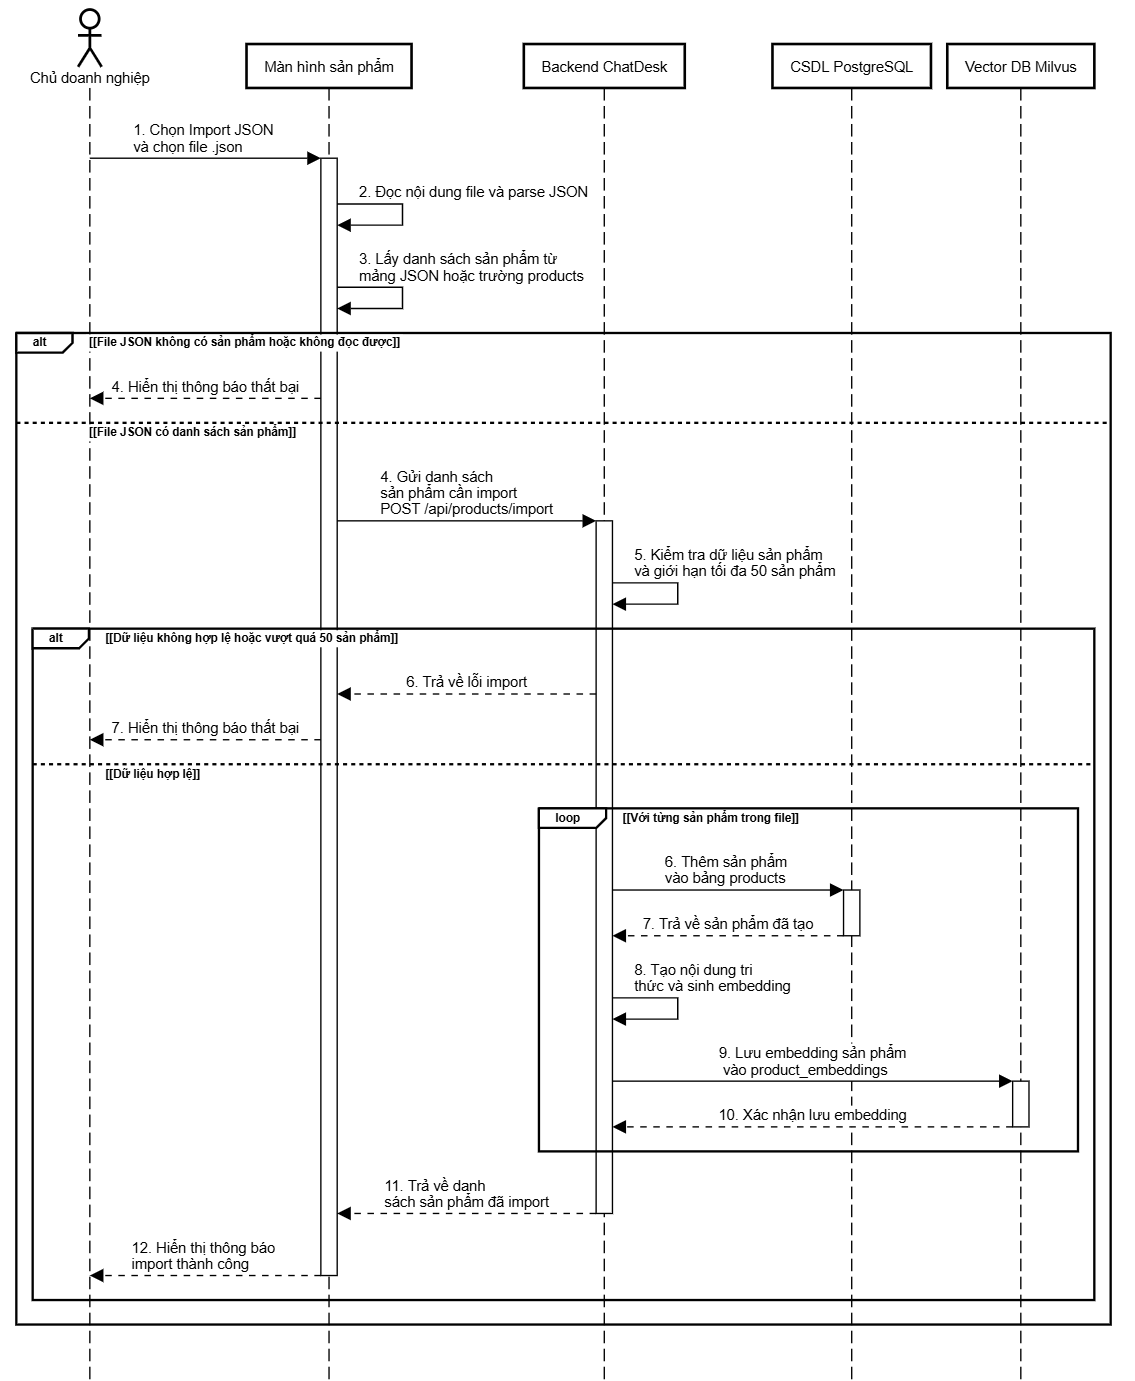 Chủ doanh nghiệp
Màn hình sản phẩm
Backend ChatDesk
CSDL PostgreSQL
Vector DB Milvus
1. Chọn Import JSON
và chọn file .json
2. Đọc nội dung file và parse JSON
3. Lấy danh sách sản phẩm từ
mảng JSON hoặc trường products
alt
[[File JSON không có sản phẩm hoặc không đọc được]]
4. Hiển thị thông báo thất bại
[[File JSON có danh sách sản phẩm]]
4. Gửi danh sách
sản phẩm cần import
POST /api/products/import
5. Kiểm tra dữ liệu sản phẩm
và giới hạn tối đa 50 sản phẩm
alt
[[Dữ liệu không hợp lệ hoặc vượt quá 50 sản phẩm]]
6. Trả về lỗi import
7. Hiển thị thông báo thất bại
[[Dữ liệu hợp lệ]]
loop
[[Với từng sản phẩm trong file]]
6. Thêm sản phẩm
vào bảng products
7. Trả về sản phẩm đã tạo
8. Tạo nội dung tri
thức và sinh embedding
9. Lưu embedding sản phẩm
vào product_embeddings
10. Xác nhận lưu embedding
11. Trả về danh
sách sản phẩm đã import
12. Hiển thị thông báo
import thành công